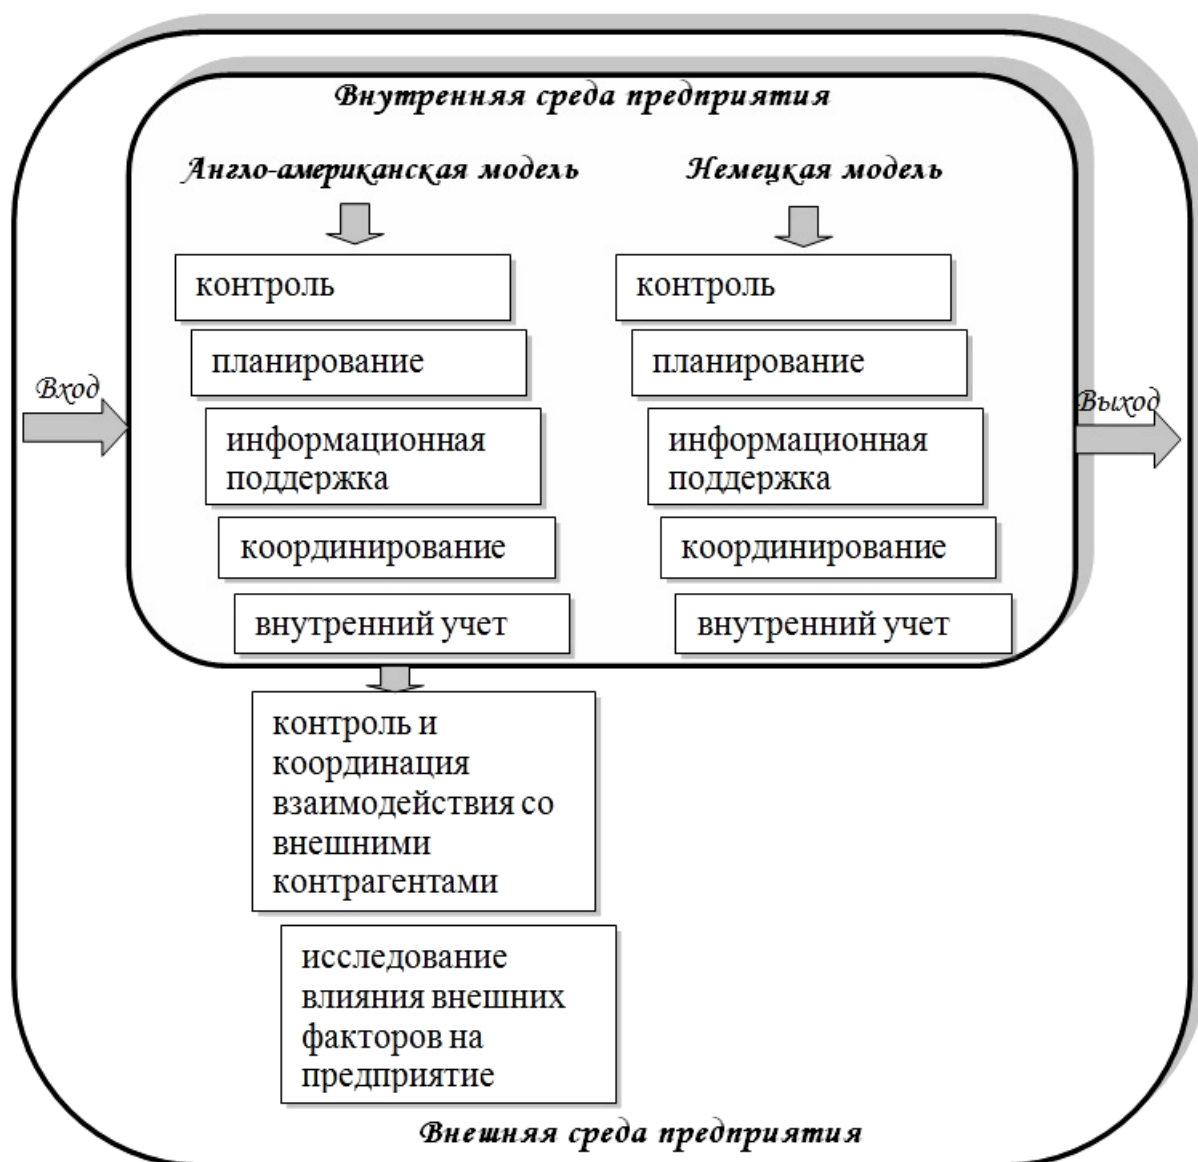 Внутренняя среда предприятия
Англо-американская модель
Немецкая модель
контроль
контроль
планирование
планирование
Вход
Выход
информационная
поддержка
информационная
поддержка
координирование
координирование
внутренний учет
внутренний учет
контроль и
координация
взаимодействия со
внешними
контрагентами
исследование
влияния внешних
факторов на
предприятие
Внешняя среда предприятия